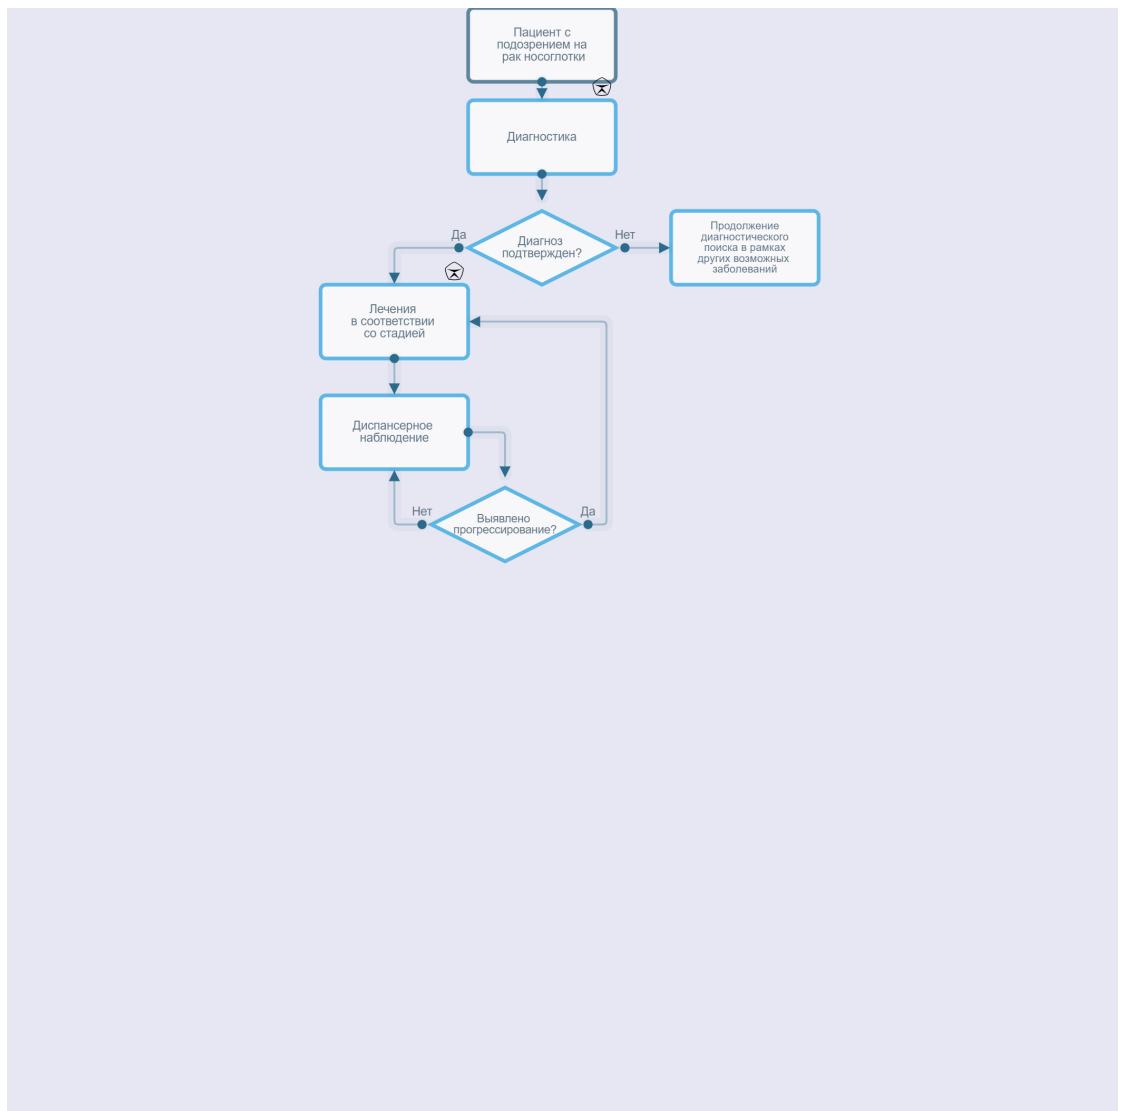 Пациент с
подозрением на
рак носоглотки
Диагностика
Диагноз
подтвержден?
Да
Нет
Продолжение
диагностического
поиска в рамках
других возможных
заболеваний
Лечения
в соответствии
со стадией
Диспансерное
наблюдение
Выявлено
прогрессирование?
Нет
Да